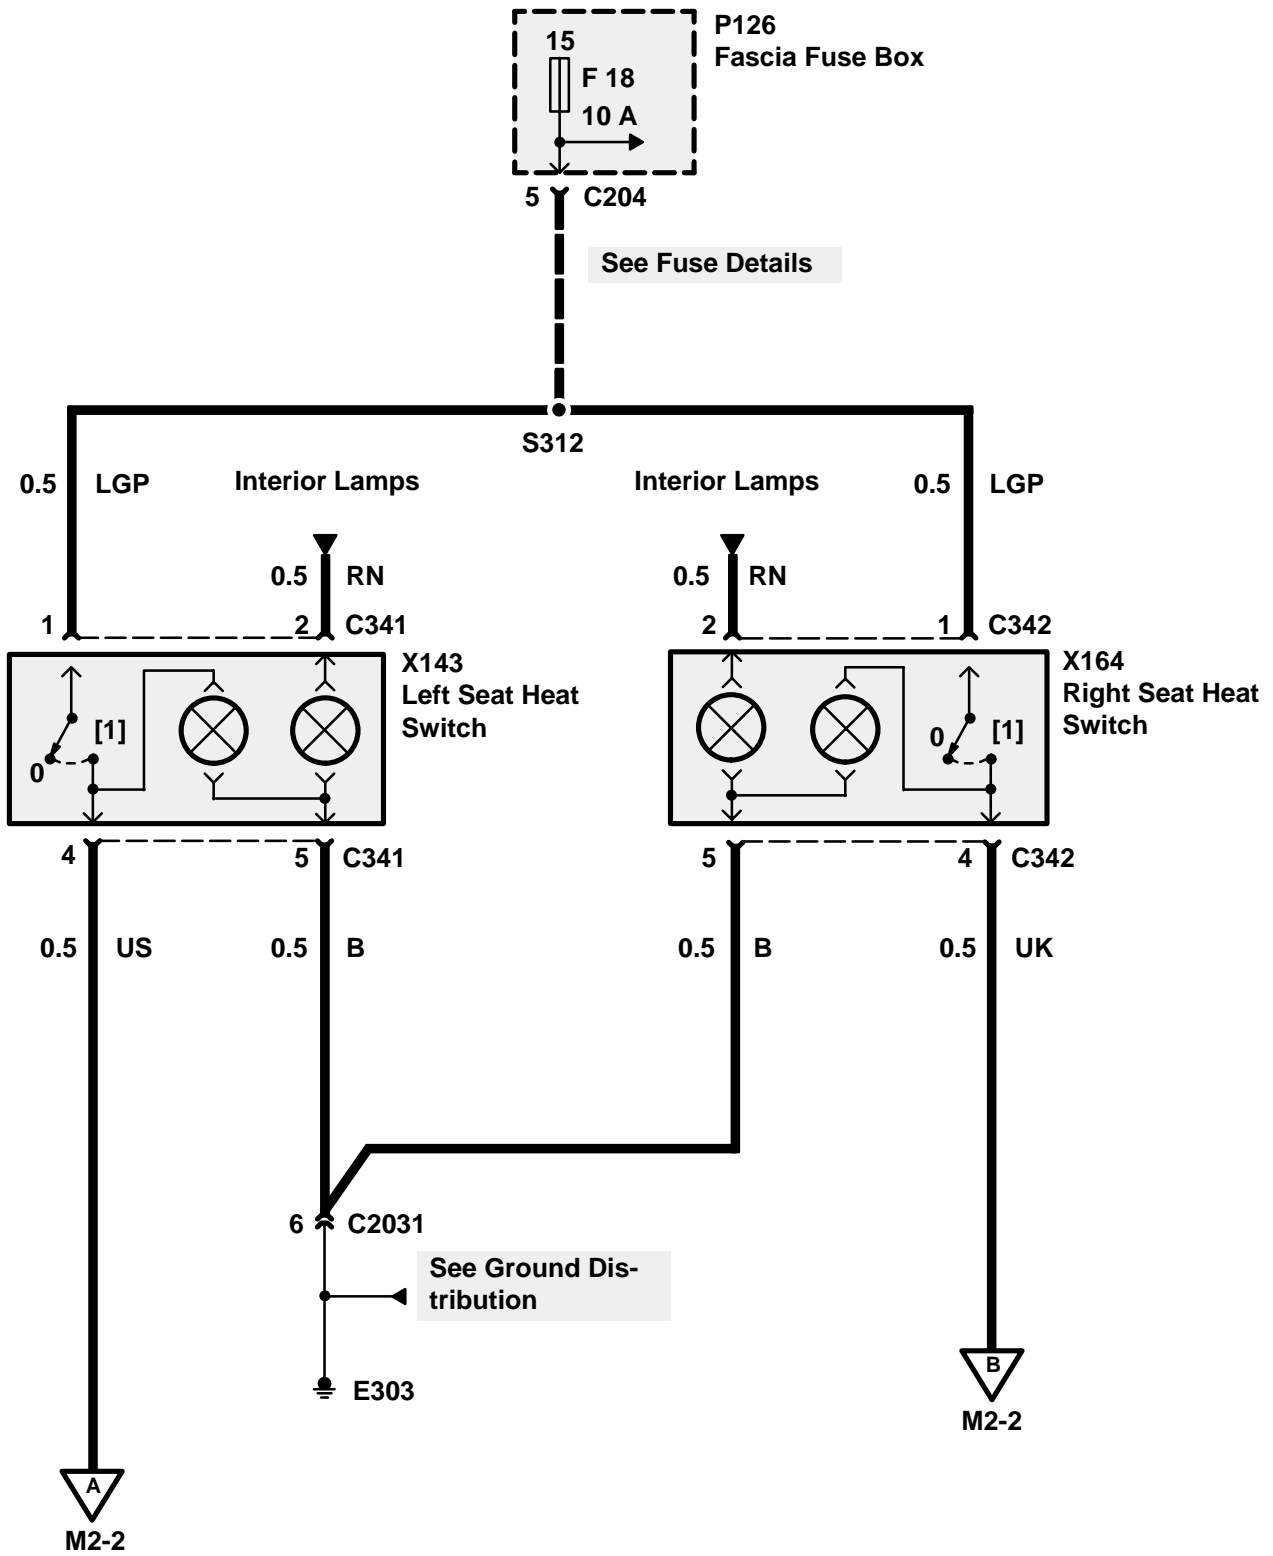 P126
Fascia Fuse Box
15
F 18
10 A
5 C204
See Fuse Details
S312
0.5 LGP Interior Lamps Interior Lamps 0.5 LGP
0.5 RN 0.5 RN
1 2 C341 2 1 C342
X143
Left Seat Heat
Switch
X164
Right Seat Heat
Switch
[1] 0
0 [1]
4 5 C341 5 4 C342
0.5 US 0.5 B 0.5 B 0.5 UK
6 C2031
See Ground Dis-
tribution
E303
B
M2-2
A
M2-2